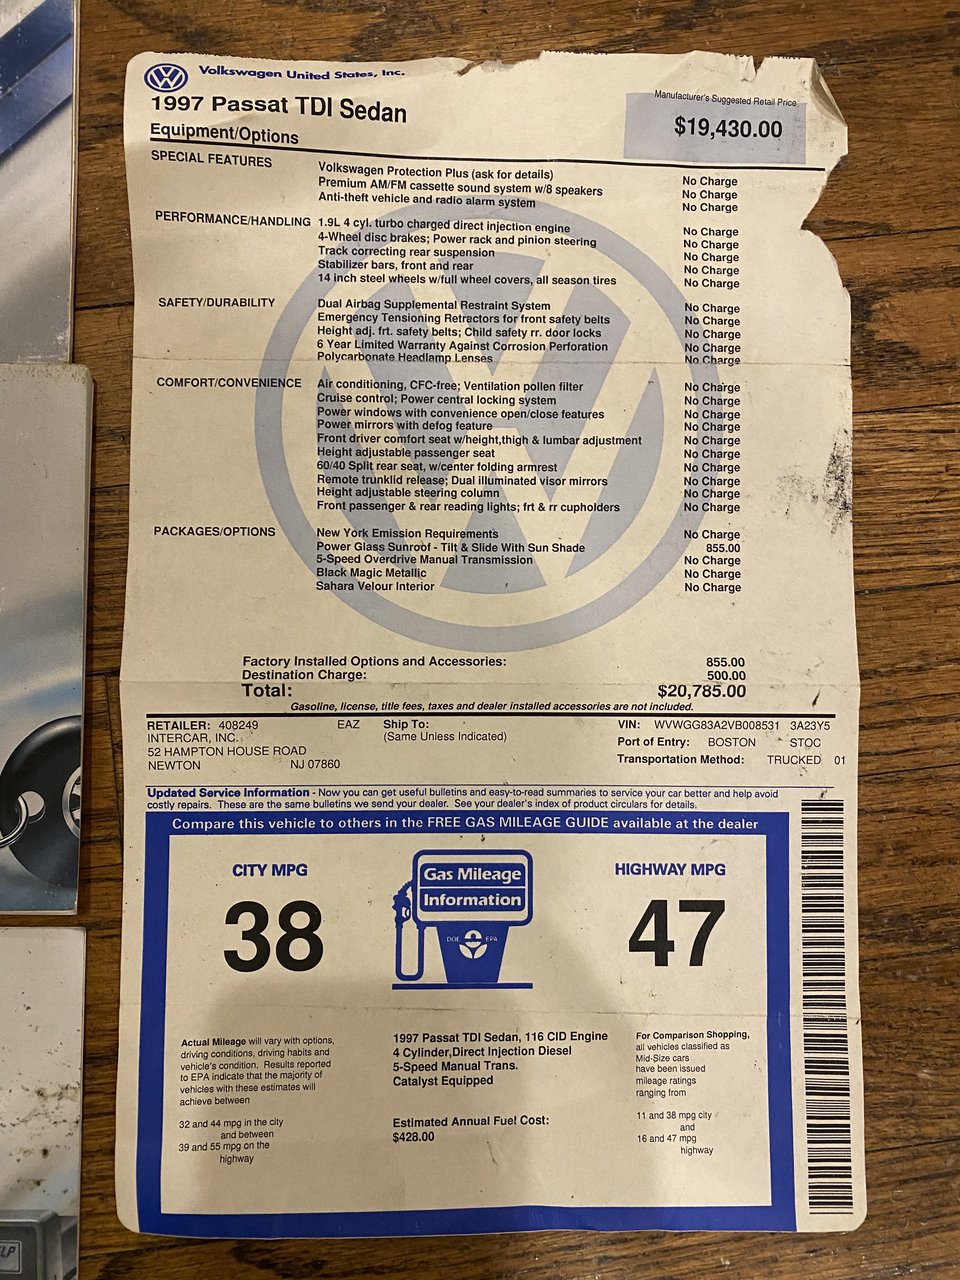 Volkswagen United States, Inc.
1997 Passat TDI Sedan
Manufacturer's Suggested Retail Price
$19,430.00
Equipment/Options
SPECIAL FEATURES
Volkswagen Protection Plus (ask for details) No Charge
Premium AM/FM cassette sound system w/8 speakers No Charge
Anti-theft vehicle and radio alarm system No Charge
PERFORMANCE/HANDLING
1.9L 4 cyl. turbo charged direct injection engine No Charge
4-Wheel disc brakes; Power rack and pinion steering No Charge
Track correcting rear suspension No Charge
Stabilizer bars, front and rear No Charge
14 inch steel wheels w/full wheel covers, all season tires No Charge
SAFETY/DURABILITY
Dual Airbag Supplemental Restraint System No Charge
Emergency Tensioning Retractors for front safety belts No Charge
Height adj. frt. safety belts; Child safety rr. door locks No Charge
6 Year Limited Warranty Against Corrosion Perforation No Charge
Polycarbonate Headlamp Lenses No Charge
COMFORT/CONVENIENCE
Air conditioning, CFC-free; Ventilation pollen filter No Charge
Cruise control; Power central locking system No Charge
Power windows with convenience open/close features No Charge
Power mirrors with defog feature No Charge
Front driver comfort seat w/height,thigh & lumbar adjustment No Charge
Height adjustable passenger seat No Charge
60/40 Split rear seat, w/center folding armrest No Charge
Remote trunklid release; Dual illuminated visor mirrors No Charge
Height adjustable steering column No Charge
Front passenger & rear reading lights; frt & rr cupholders No Charge
PACKAGES/OPTIONS
New York Emission Requirements No Charge
Power Glass Sunroof - Tilt & Slide With Sun Shade 855.00
5-Speed Overdrive Manual Transmission No Charge
Black Magic Metallic No Charge
Sahara Velour Interior No Charge
Factory Installed Options and Accessories: 855.00
Destination Charge: 500.00
Total: $20,785.00
Gasoline, license, title fees, taxes and dealer installed accessories are not included.
RETAILER: 408249 EAZ
INTERCAR, INC.
52 HAMPTON HOUSE ROAD
NEWTON NJ 07860
Ship To:
(Same Unless Indicated)
VIN: WVWGG83A2VB008531 3A23Y5
Port of Entry: BOSTON STOC
Transportation Method: TRUCKED 01
Updated Service Information - Now you can get useful bulletins and easy-to-read summaries to service your car better and help avoid
costly repairs. These are the same bulletins we send your dealer. See your dealer's index of product circulars for details.
Compare this vehicle to others in the FREE GAS MILEAGE GUIDE available at the dealer
CITY MPG
38
Gas Mileage
Information
DOE EPA
HIGHWAY MPG
47
Actual Mileage will vary with options,
driving conditions, driving habits and
vehicle's condition. Results reported
to EPA indicate that the majority of
vehicles with these estimates will
achieve between
32 and 44 mpg in the city
and between
39 and 55 mpg on the
highway
1997 Passat TDI Sedan, 116 CID Engine
4 Cylinder,Direct Injection Diesel
5-Speed Manual Trans.
Catalyst Equipped
Estimated Annual Fuel Cost:
$428.00
For Comparison Shopping,
all vehicles classified as
Mid-Size cars
have been issued
mileage ratings
ranging from
11 and 38 mpg city
and
16 and 47 mpg
highway